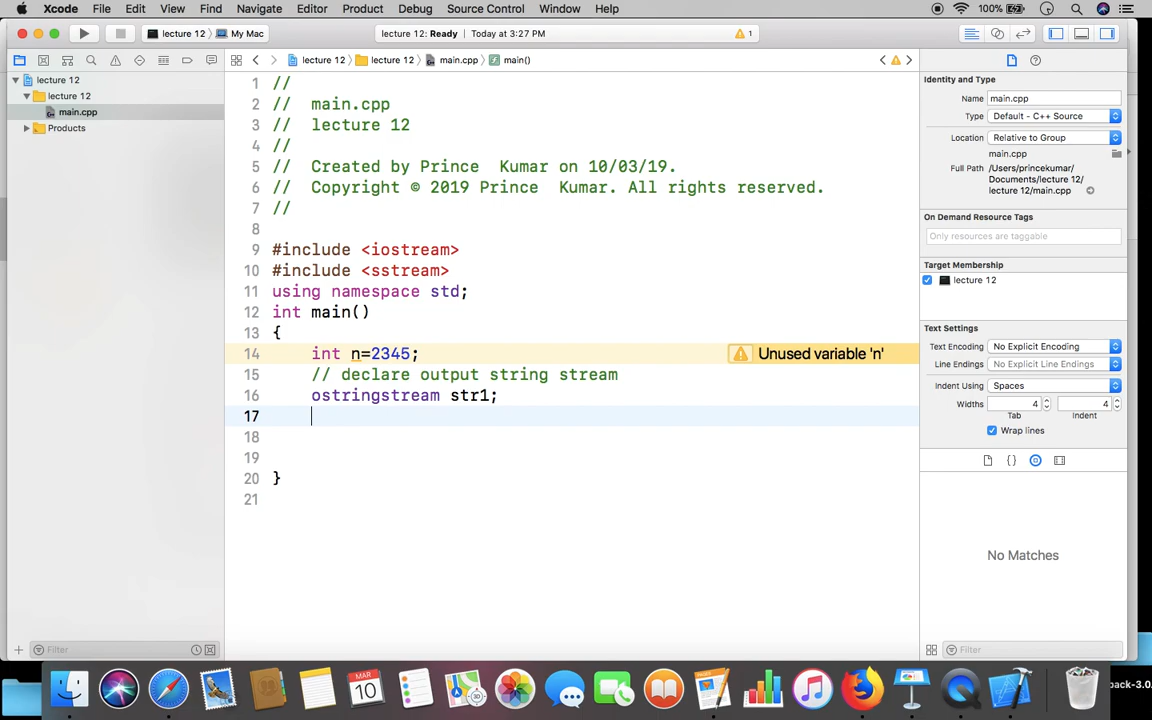 Xcode File Edit View Find Navigate Editor Product Debug Source Control Window Help 100%
lecture 12 My Mac lecture 12: Ready Today at 3:27 PM 1
lecture 12 lecture 12 main.cpp main()
lecture 12
lecture 12
main.cpp
Products
Filter
1 //
2 // main.cpp
3 // lecture 12
4 //
5 // Created by Prince Kumar on 10/03/19.
6 // Copyright © 2019 Prince Kumar. All rights reserved.
7 //
8
9 #include <iostream>
10 #include <sstream>
11 using namespace std;
12 int main()
13 {
14 int n=2345; Unused variable 'n'
15 // declare output string stream
16 ostringstream str1;
17
18
19
20 }
21
Identity and Type
Name main.cpp
Type Default - C++ Source
Location Relative to Group
main.cpp
Full Path /Users/princekumar/
Documents/lecture 12/
lecture 12/main.cpp
On Demand Resource Tags
Only resources are taggable
Target Membership
lecture 12
Text Settings
Text Encoding No Explicit Encoding
Line Endings No Explicit Line Endings
Indent Using Spaces
Widths 4 4
Tab Indent
Wrap lines
{}
No Matches
Filter
MAR
10
pack-3.0.